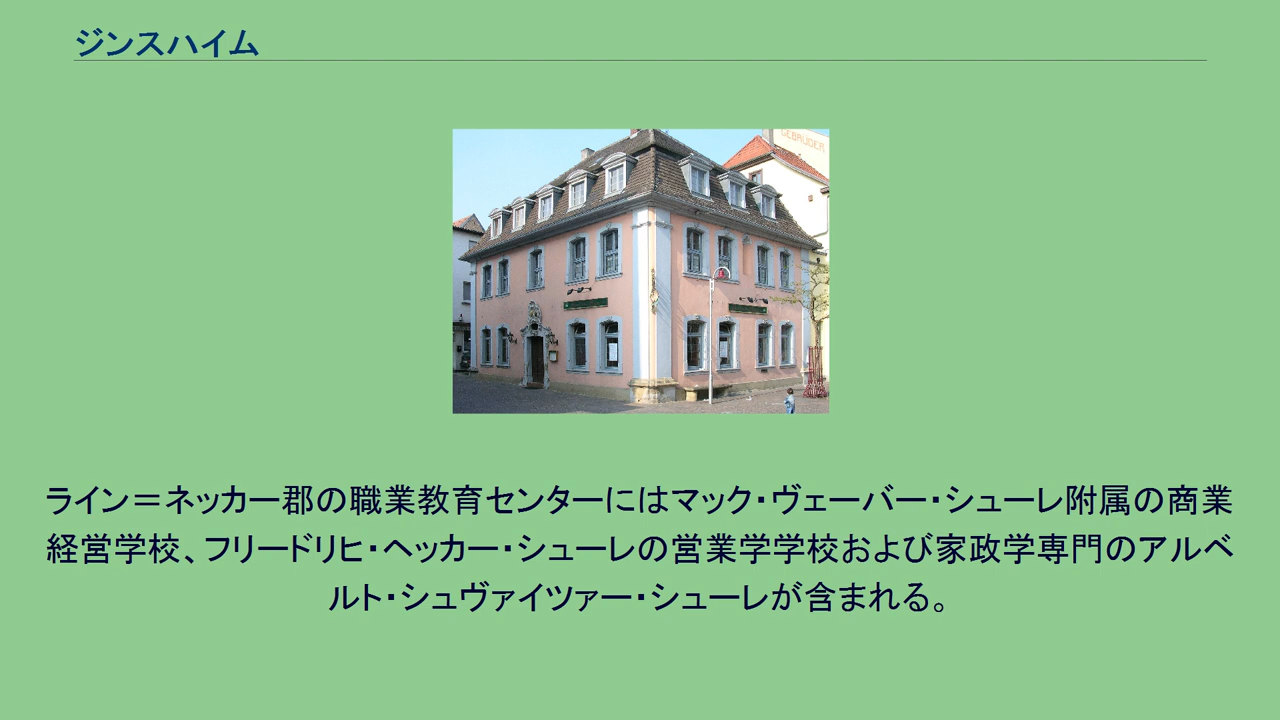 ジンスハイム
GEBRÜDER
ライン＝ネッカー郡の職業教育センターにはマック・ヴェーバー・シューレ附属の商業
経営学校、フリードリヒ・ヘッカー・シューレの営業学学校および家政学専門のアルベ
ルト・シュヴァイツァー・シューレが含まれる。